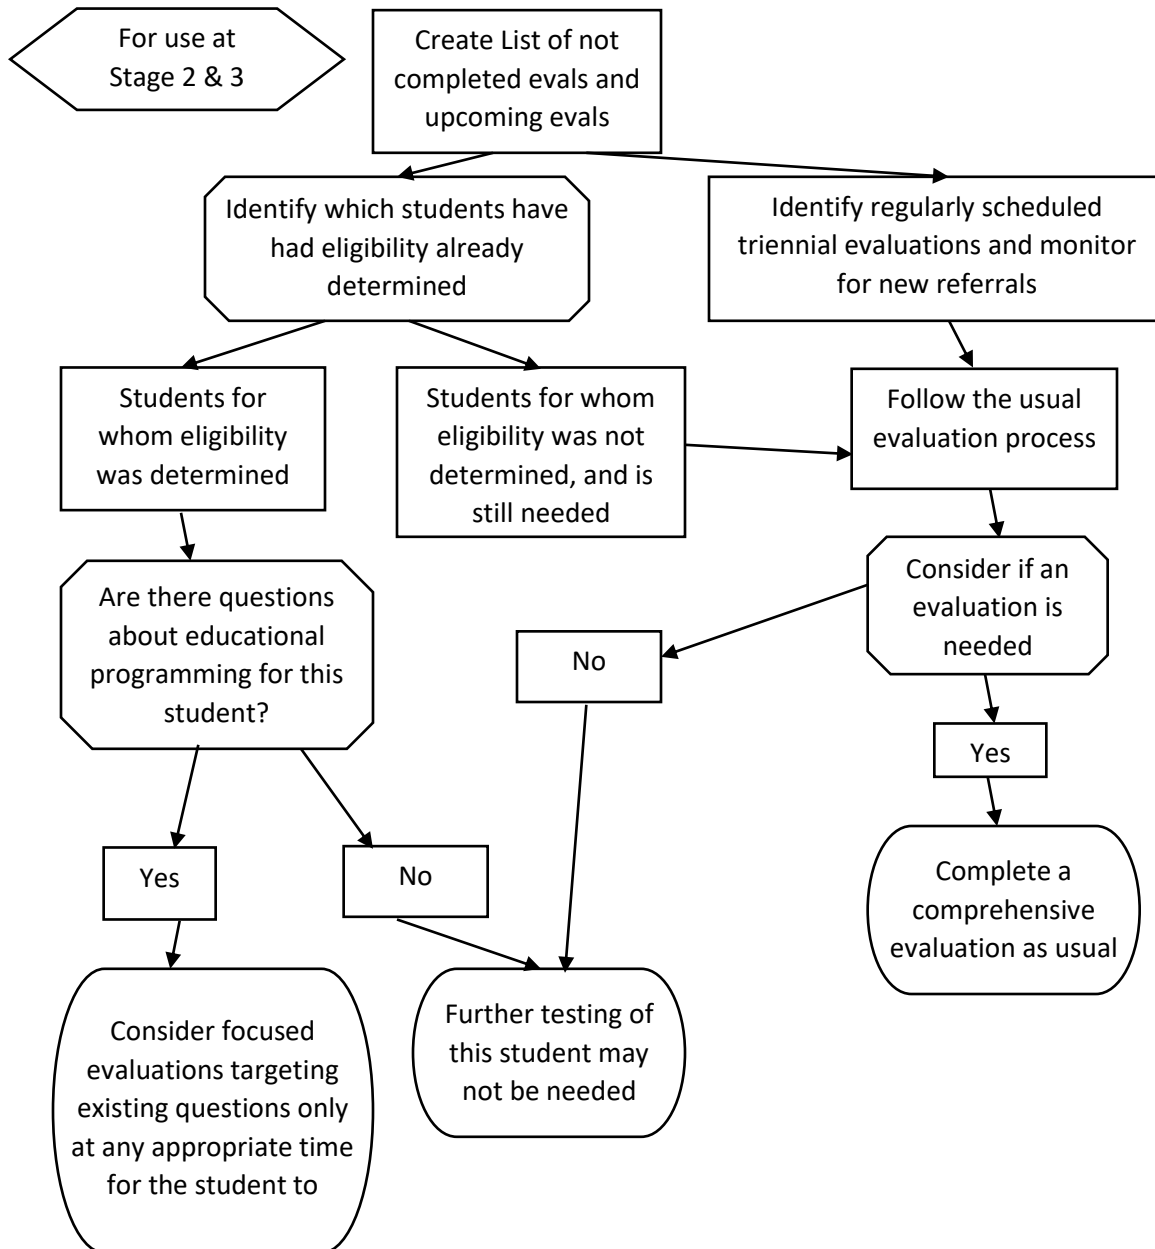 For use at
Stage 2 & 3
Create List of not
completed evals and
upcoming evals
Identify which students have
had eligibility already
determined
Identify regularly scheduled
triennial evaluations and monitor
for new referrals
Students for
whom eligibility
was determined
Students for whom
eligibility was not
determined, and is
still needed
Follow the usual
evaluation process
Are there questions
about educational
programming for this
student?
Consider if an
evaluation is
needed
No
Yes
Yes
No
Complete a
comprehensive
evaluation as usual
Consider focused
evaluations targeting
existing questions only
at any appropriate time
for the student to
Further testing of
this student may
not be needed